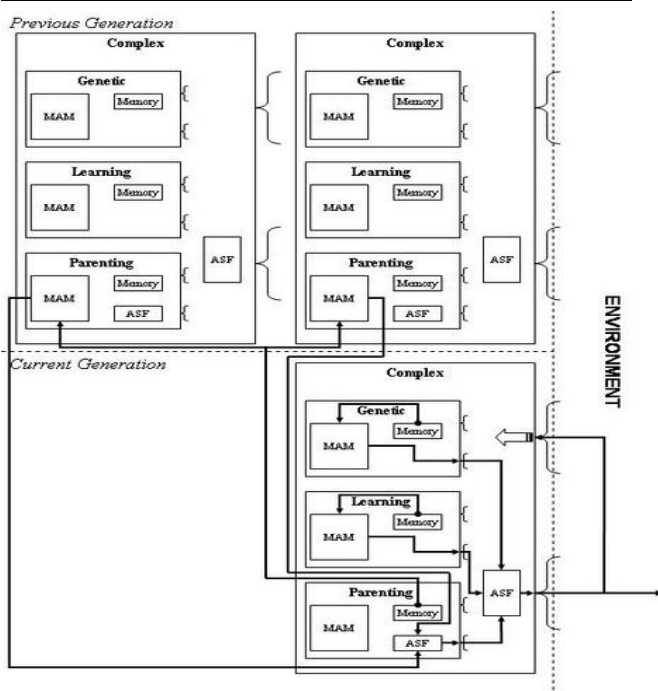 Previous Generation
Complex
Genetic
MAM
Memory
Learning
MAM
Memory
ASF
Parenting
MAM
Memory
ASF
Complex
Genetic
MAM
Memory
Learning
MAM
Memory
ASF
Parenting
MAM
Memory
ASF
ENVIRONMENT
Current Generation
Complex
Genetic
MAM
Memory
Learning
MAM
Memory
ASF
Parenting
MAM
Memory
ASF